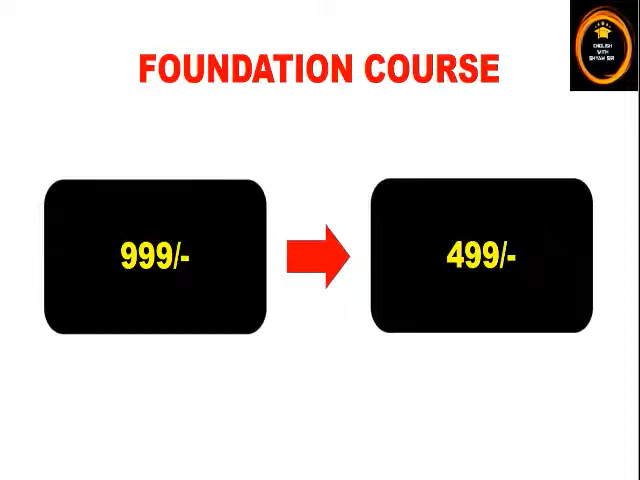 FOUNDATION COURSE
ENGLISH
WITH
SHYAM SIR
999/-
499/-